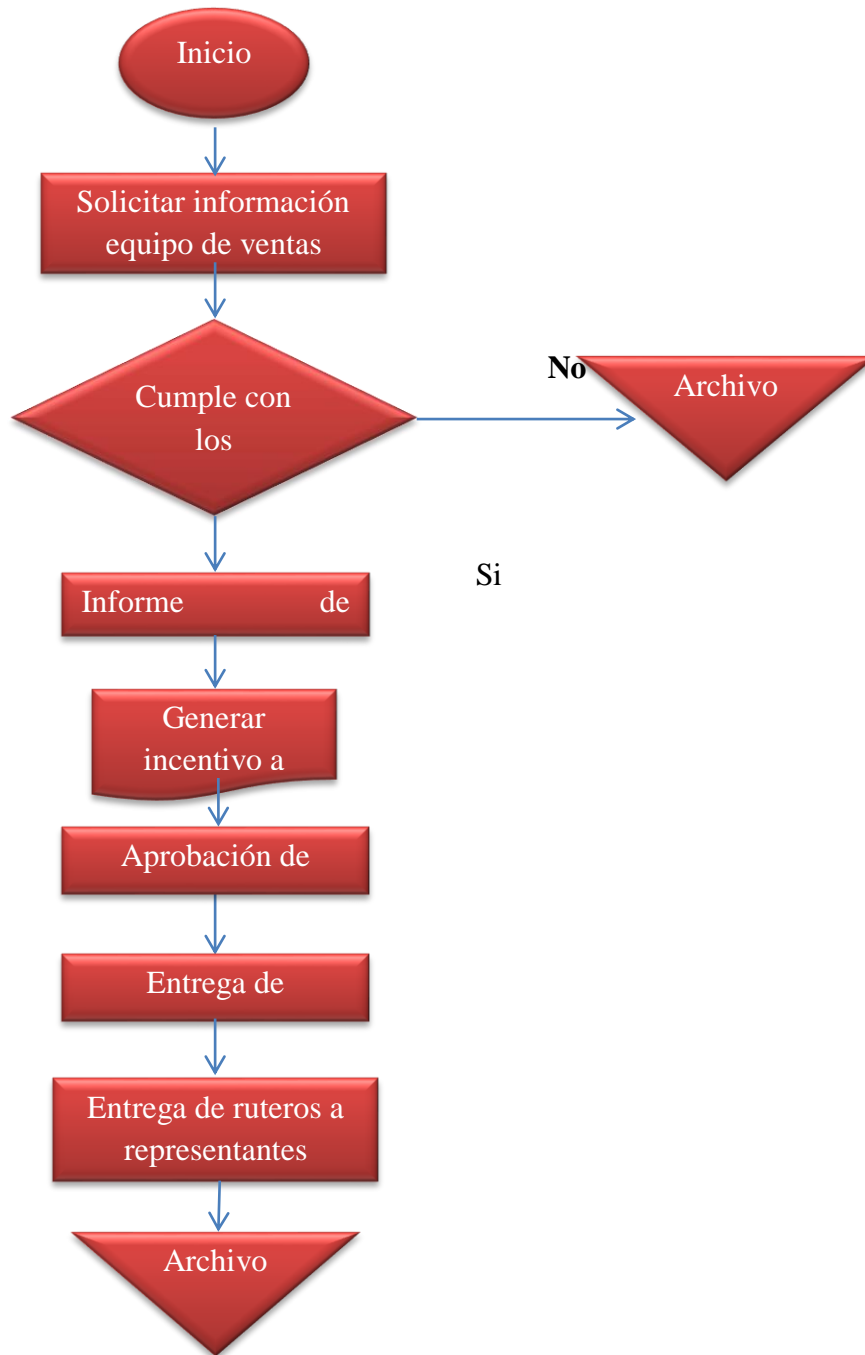 Inicio
Solicitar información
equipo de ventas
Cumple con
los
No
Archivo
Si
Informe de
Generar
incentivo a
Aprobación de
Entrega de
Entrega de ruteros a
representantes
Archivo